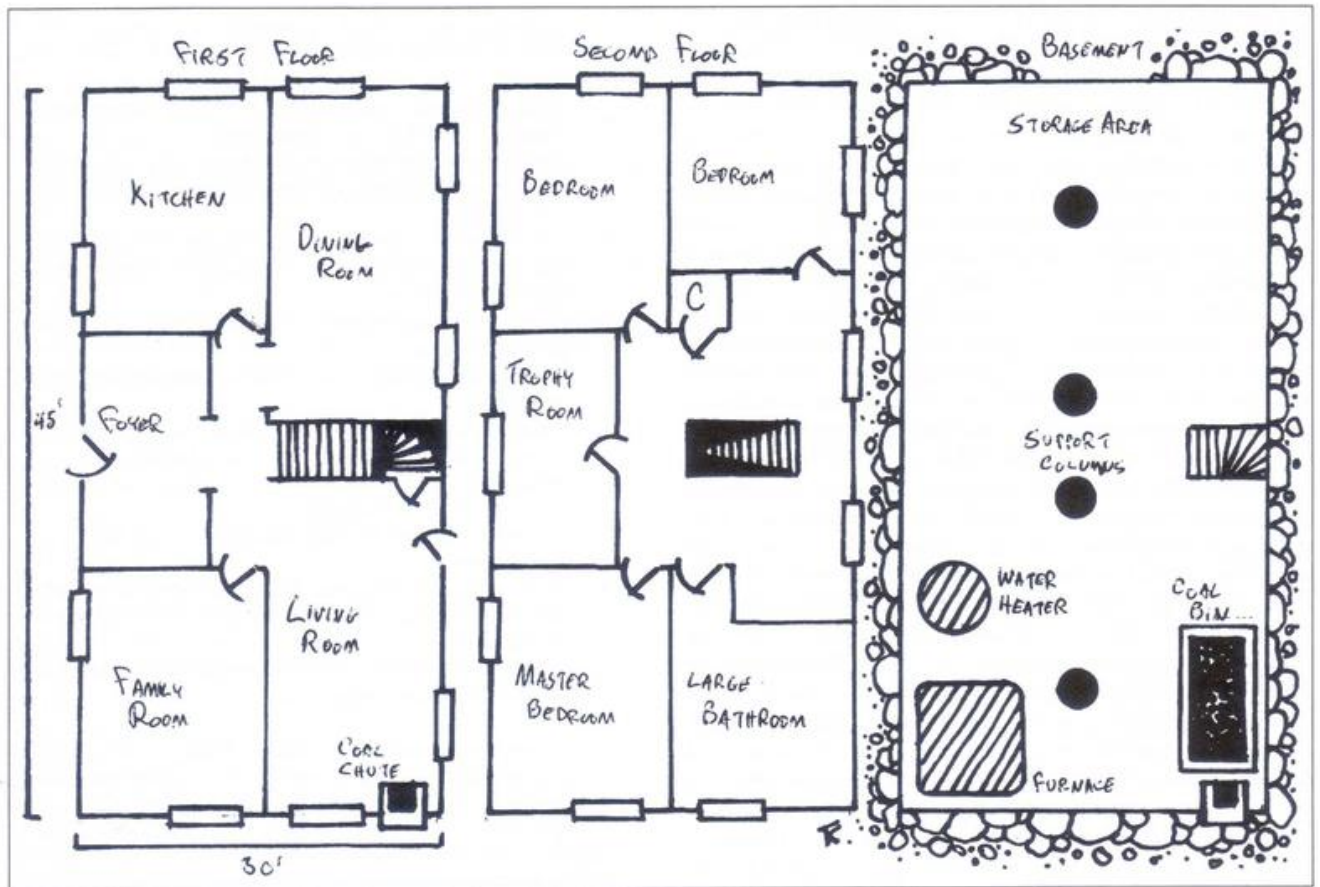 FIRST FLOOR
KITCHEN
DINING
ROOM
45'
FOYER
LIVING
ROOM
FAMILY
ROOM
COAL
CHUTE
30'
SECOND FLOOR
BEDROOM
BEDROOM
C
TROPHY
ROOM
MASTER
BEDROOM
LARGE
BATHROOM
BASEMENT
STORAGE AREA
SUPPORT
COLUMNS
WATER
HEATER
COAL
BIN...
FURNACE